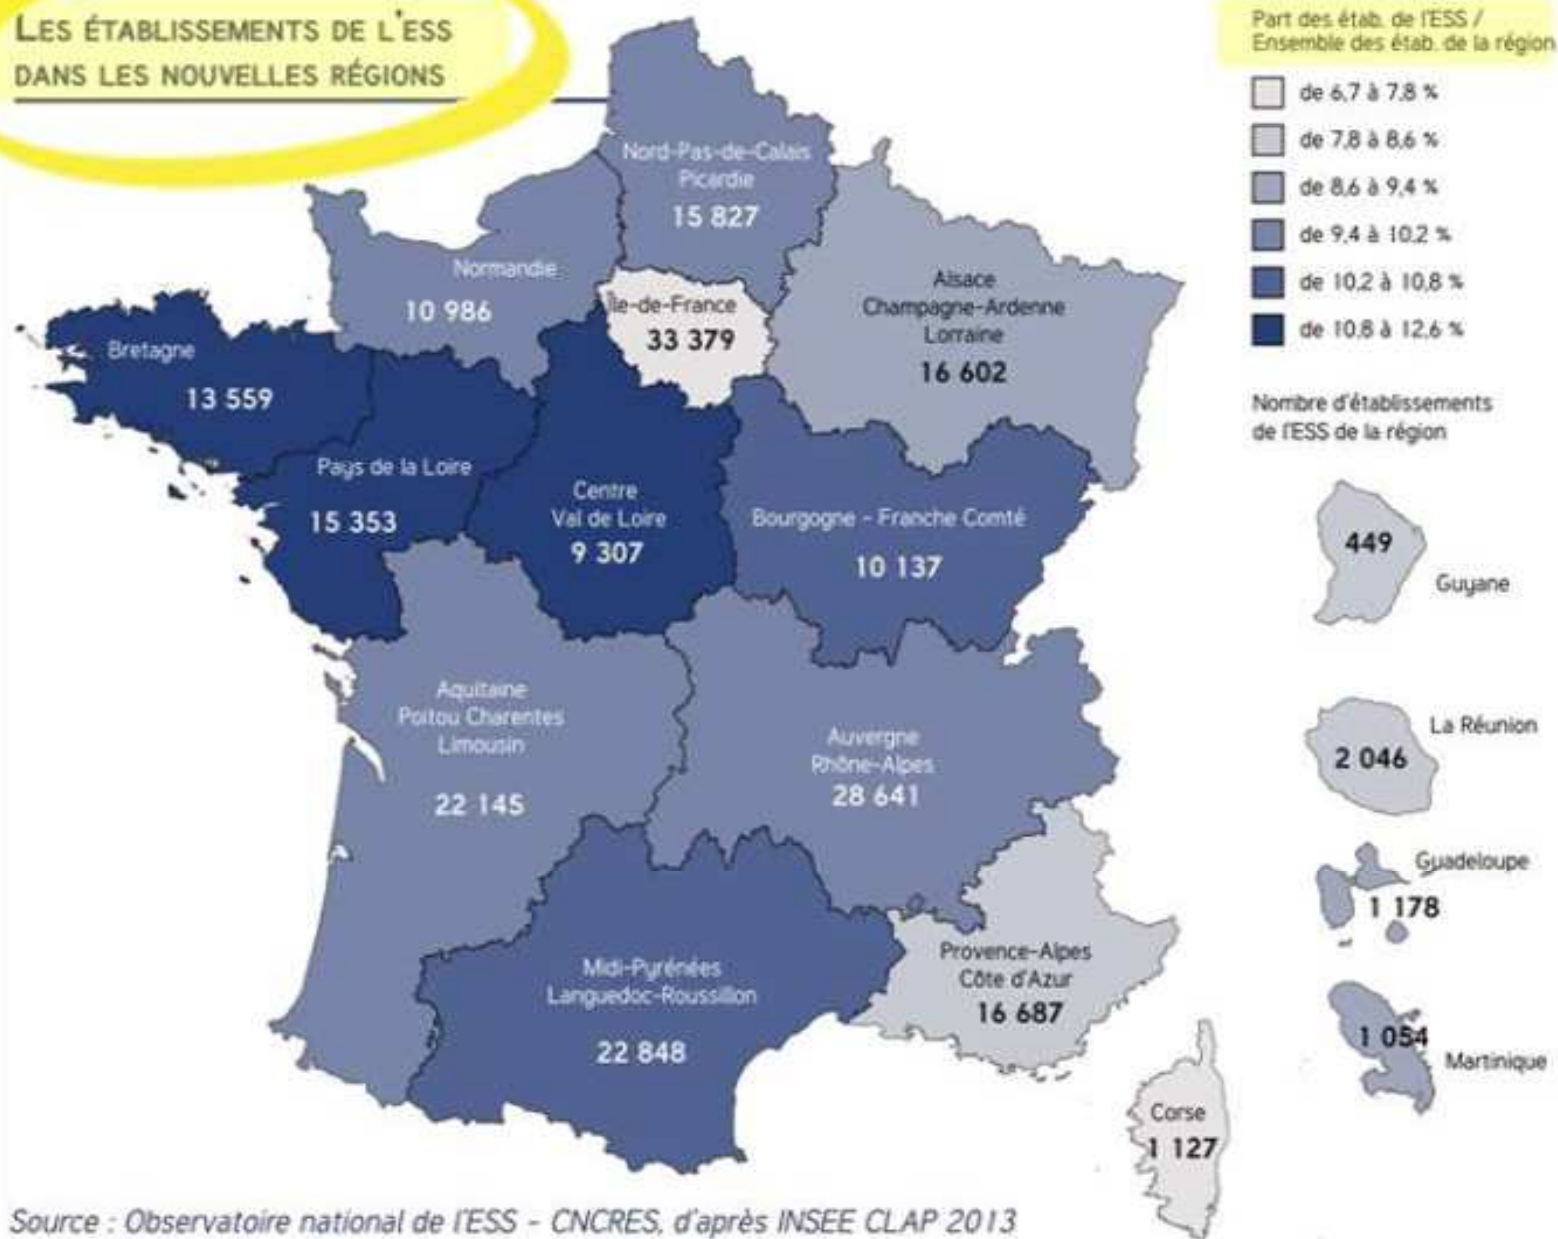 LES ÉTABLISSEMENTS DE L'ESS
DANS LES NOUVELLES RÉGIONS
Part des étab. de l'ESS /
Ensemble des étab. de la région
de 6,7 à 7,8 %
de 7,8 à 8,6 %
de 8,6 à 9,4 %
de 9,4 à 10,2 %
de 10,2 à 10,8 %
de 10,8 à 12,6 %
Nombre d'établissements
de l'ESS de la région
Nord-Pas-de-Calais
Picardie
15 827
Normandie
10 986
Île-de-France
33 379
Alsace
Champagne-Ardenne
Lorraine
16 602
Bretagne
13 559
Pays de la Loire
15 353
Centre
Val de Loire
9 307
Bourgogne - Franche Comté
10 137
449
Guyane
Aquitaine
Poitou Charentes
Limousin
22 145
Auvergne
Rhône-Alpes
28 641
La Réunion
2 046
Guadeloupe
1 178
Midi-Pyrénées
Languedoc-Roussillon
22 848
Provence-Alpes
Côte d'Azur
16 687
1 054
Martinique
Corse
1 127
Source : Observatoire national de l'ESS - CNCRES, d'après INSEE CLAP 2013